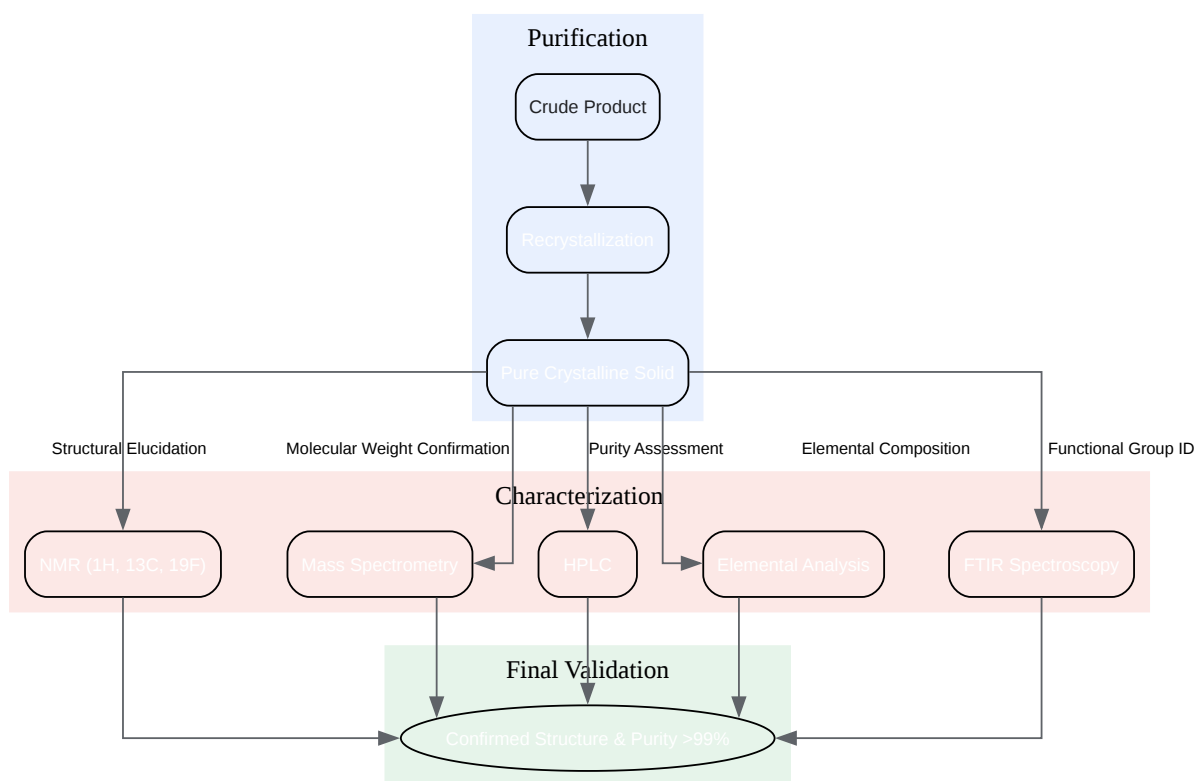 Purification
Crude Product
Recrystallization
Pure Crystalline Solid
Structural Elucidation
Molecular Weight Confirmation
Purity Assessment
Elemental Composition
Functional Group ID
Characterization
NMR (1H, 13C, 19F)
Mass Spectrometry
HPLC
Elemental Analysis
FTIR Spectroscopy
Final Validation
Confirmed Structure & Purity >99%